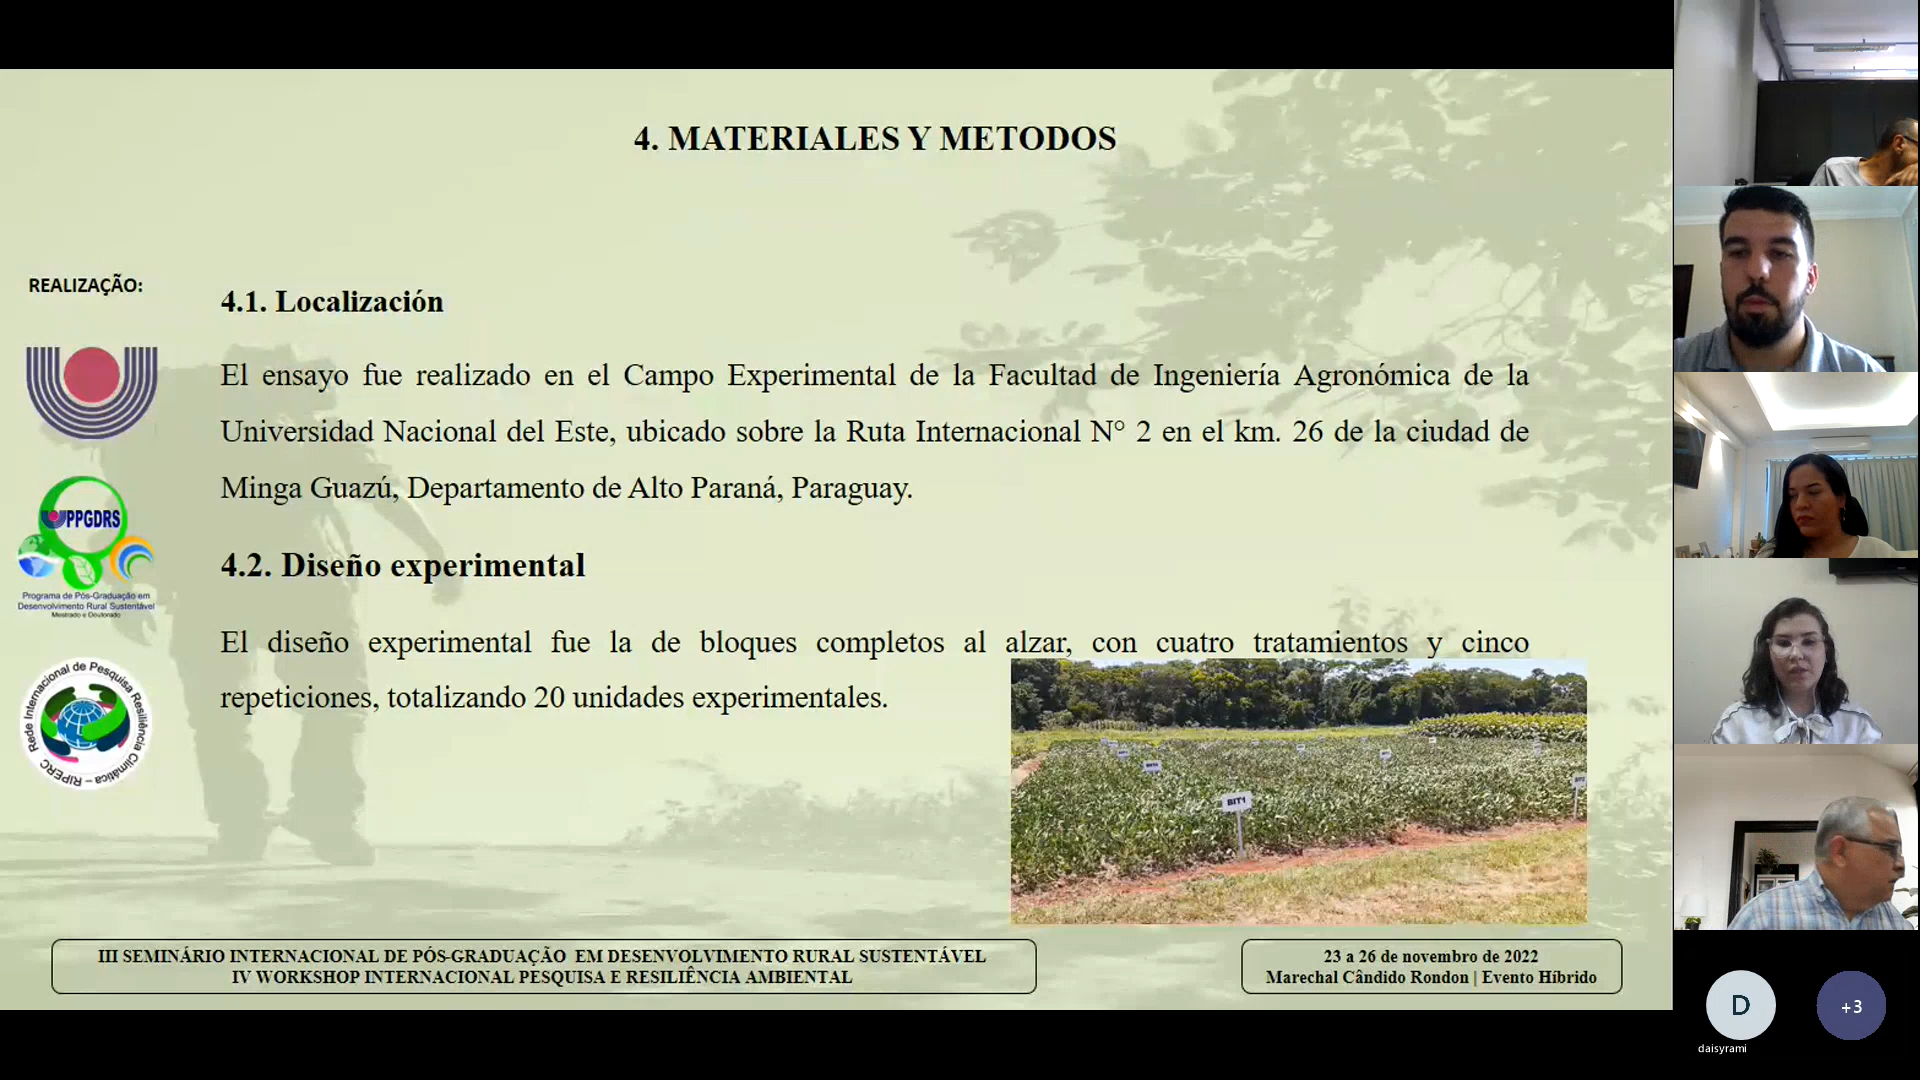 4. MATERIALES Y METODOS
REALIZAÇÃO:
4.1. Localización
El ensayo fue realizado en el Campo Experimental de la Facultad de Ingeniería Agronómica de la
Universidad Nacional del Este, ubicado sobre la Ruta Internacional N° 2 en el km. 26 de la ciudad de
Minga Guazú, Departamento de Alto Paraná, Paraguay.
4.2. Diseño experimental
El diseño experimental fue la de bloques completos al alzar, con cuatro tratamientos y cinco
repeticiones, totalizando 20 unidades experimentales.
PPGDRS
Programa de Pós-Graduação em
Desenvolvimento Rural Sustentável
Mestrado e Doutorado
Rede Internacional de Pesquisa Resiliência Climática – RIPERC
BIT1
III SEMINÁRIO INTERNACIONAL DE PÓS-GRADUAÇÃO EM DESENVOLVIMENTO RURAL SUSTENTÁVEL
IV WORKSHOP INTERNACIONAL PESQUISA E RESILIÊNCIA AMBIENTAL
23 a 26 de novembro de 2022
Marechal Cândido Rondon | Evento Híbrido
D
+3
daisyrami